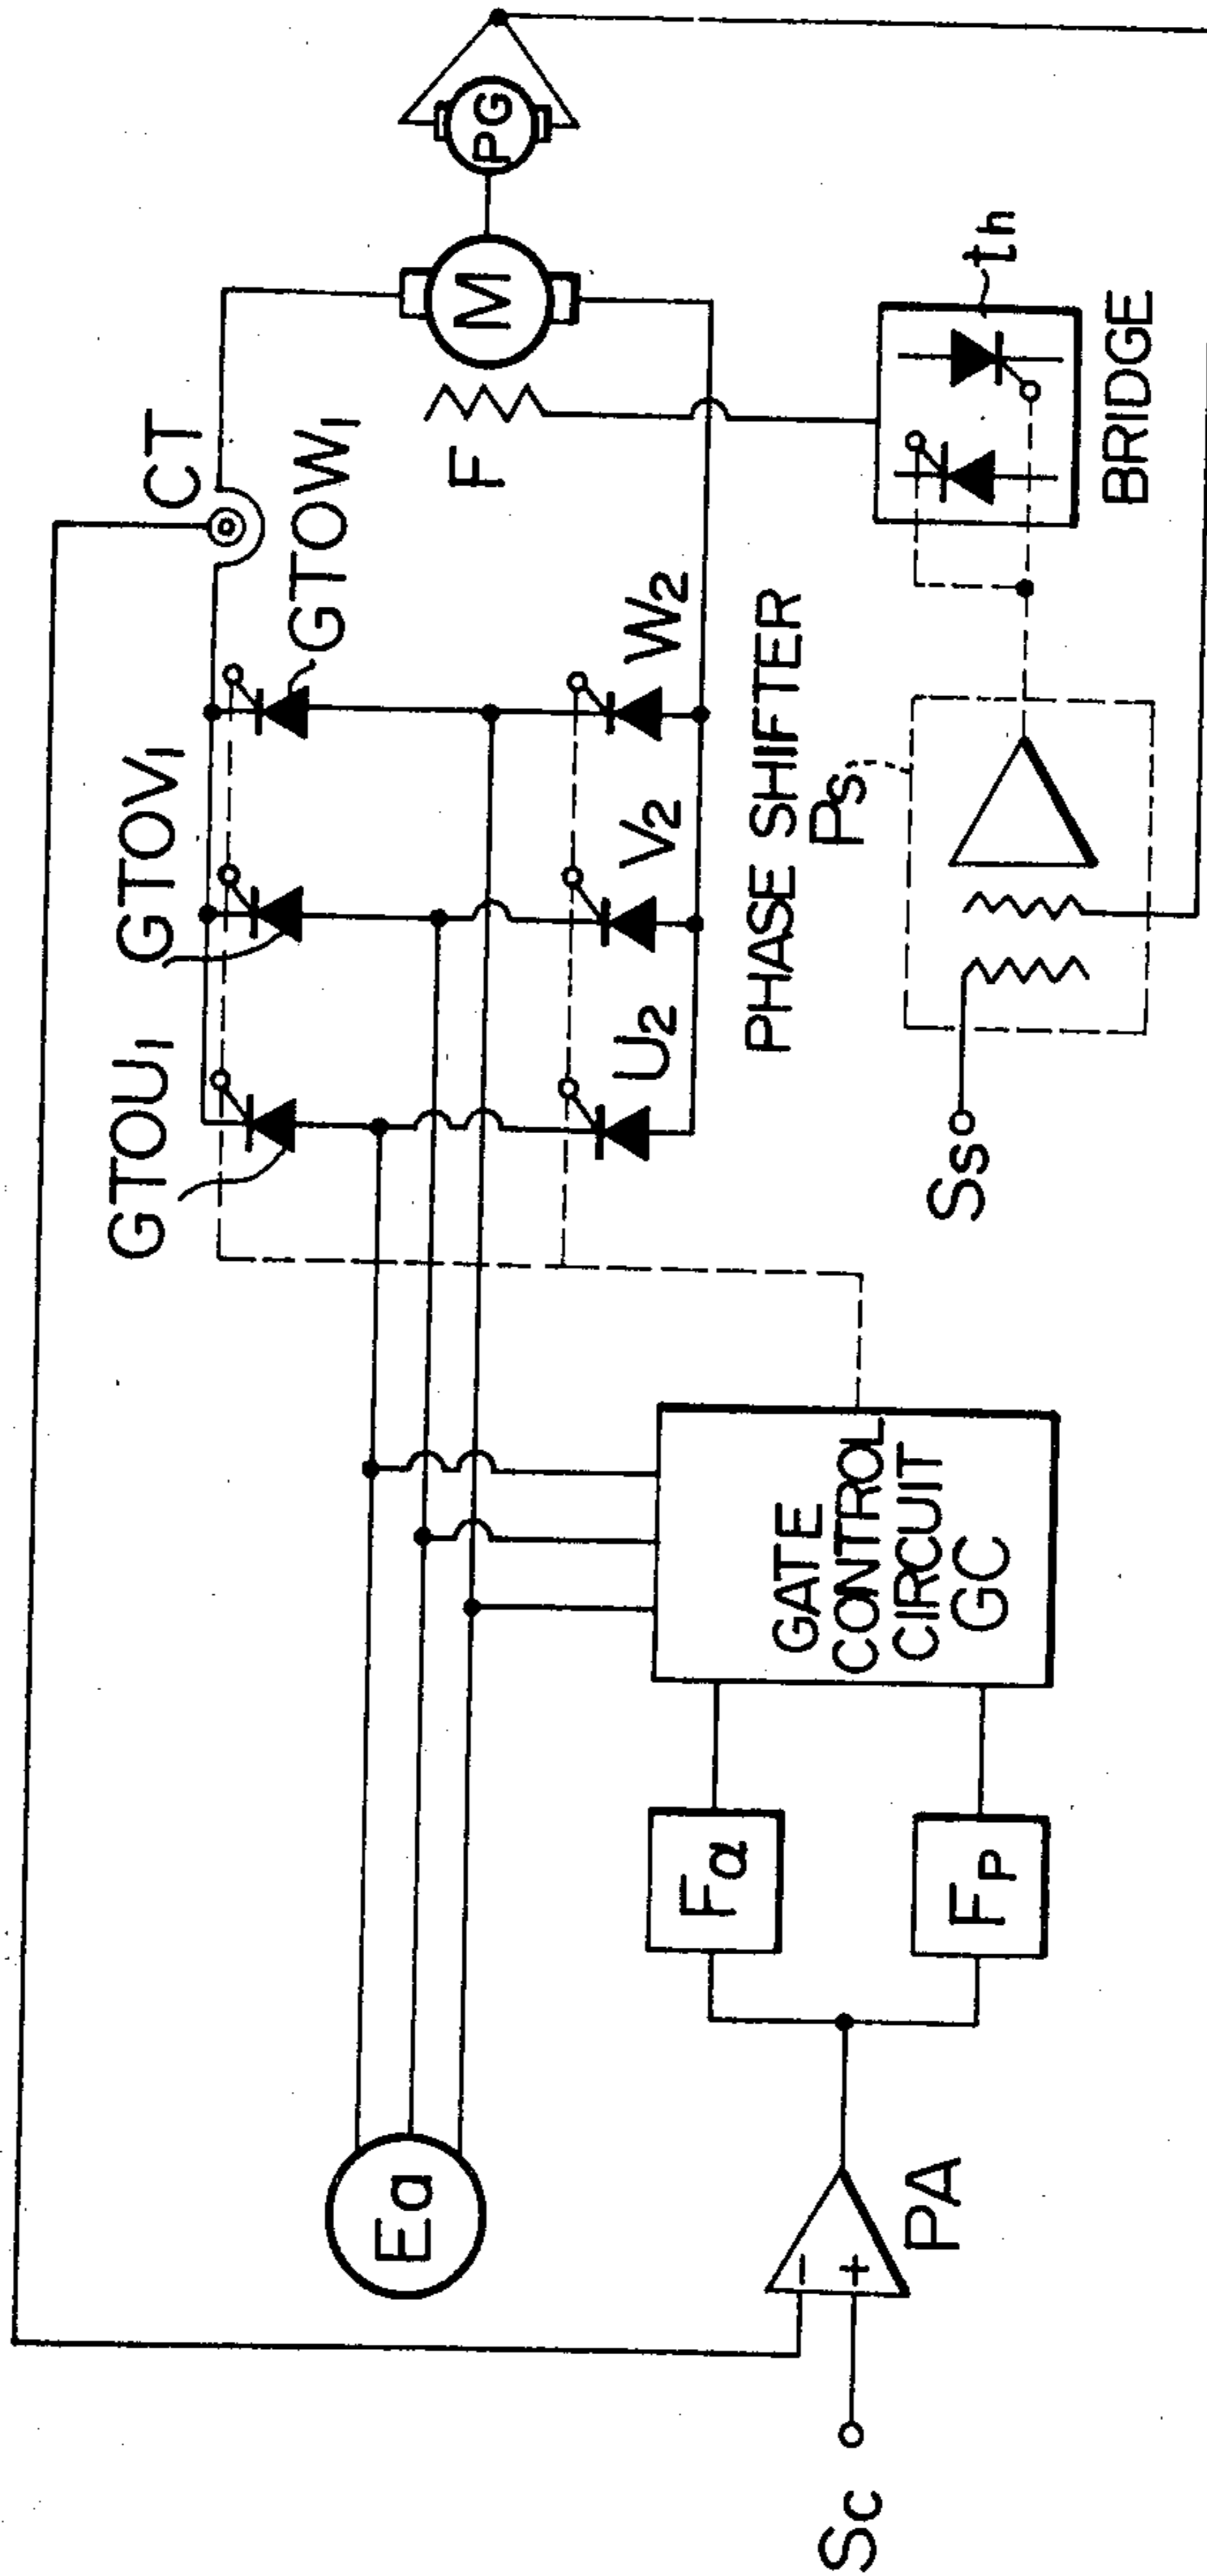 CT
GTOU1
GTOV1
GTOW1
F
M
PG
U2
V2
W2
Ea
PHASE SHIFTER
Ps
th
BRIDGE
Ss
GATE
CONTROL
CIRCUIT
GC
Fα
FP
PA
−
+
Sc